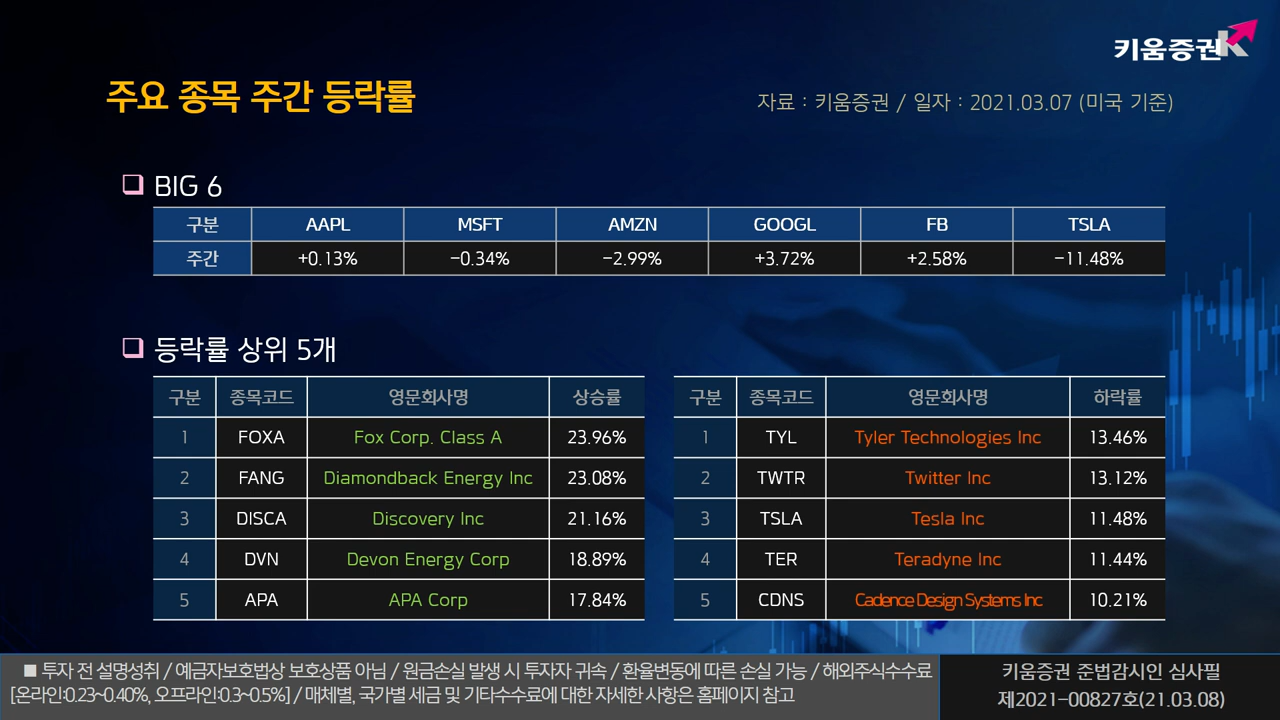 키움증권
주요 종목 주간 등락률
자료 : 키움증권 / 일자 : 2021.03.07 (미국 기준)
❑ BIG 6
구분 AAPL MSFT AMZN GOOGL FB TSLA
주간 +0.13% -0.34% -2.99% +3.72% +2.58% -11.48%
❑ 등락률 상위 5개
구분 종목코드 영문회사명 상승률
1 FOXA Fox Corp. Class A 23.96%
2 FANG Diamondback Energy Inc 23.08%
3 DISCA Discovery Inc 21.16%
4 DVN Devon Energy Corp 18.89%
5 APA APA Corp 17.84%
구분 종목코드 영문회사명 하락률
1 TYL Tyler Technologies Inc 13.46%
2 TWTR Twitter Inc 13.12%
3 TSLA Tesla Inc 11.48%
4 TER Teradyne Inc 11.44%
5 CDNS Cadence Design Systems Inc 10.21%
■ 투자 전 설명성취 / 예금자보호법상 보호상품 아님 / 원금손실 발생 시 투자자 귀속 / 환율변동에 따른 손실 가능 / 해외주식수수료
[온라인:0.23~0.40%, 오프라인:0.3~0.5%] / 매체별, 국가별 세금 및 기타수수료에 대한 자세한 사항은 홈페이지 참고
키움증권 준법감시인 심사필
제2021-00827호(21.03.08)